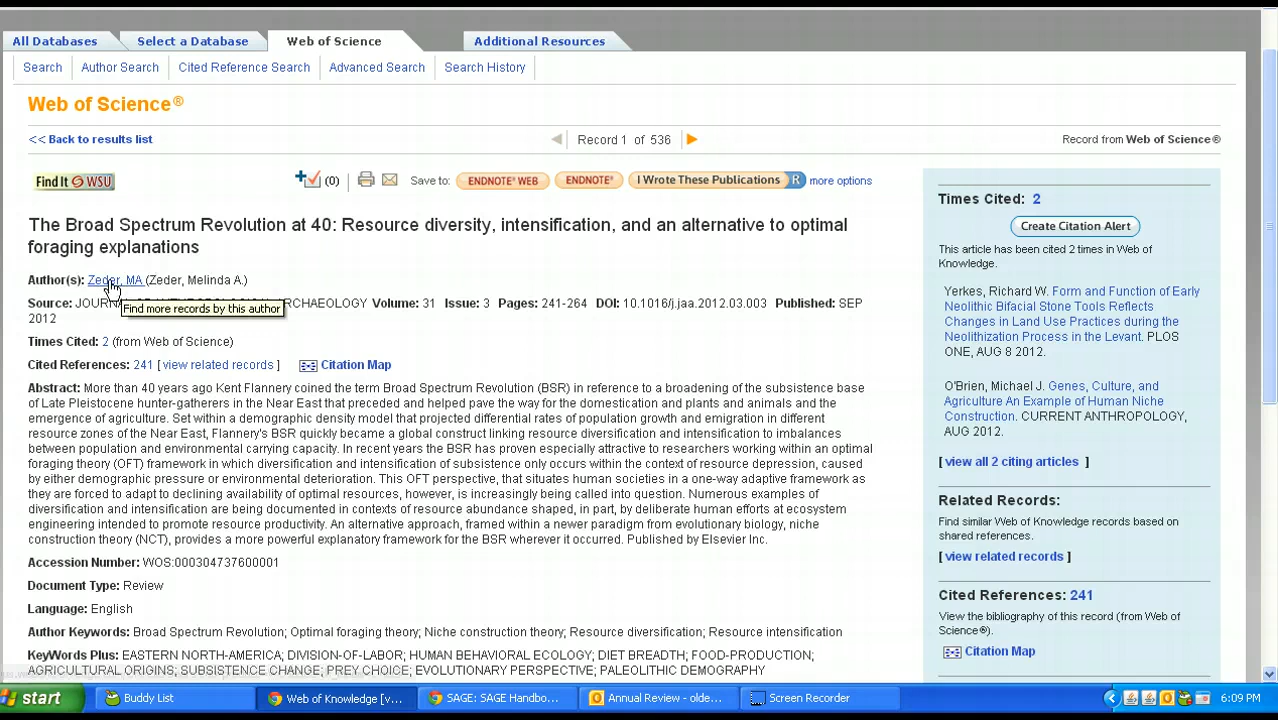 All Databases Select a Database Web of Science Additional Resources
Search Author Search Cited Reference Search Advanced Search Search History
Web of Science®
<< Back to results list Record 1 of 536 Record from Web of Science®
Find It WSU (0) Save to: ENDNOTE® WEB ENDNOTE® I Wrote These Publications R more options
The Broad Spectrum Revolution at 40: Resource diversity, intensification, and an alternative to optimal
foraging explanations
Author(s): Zeder, MA (Zeder, Melinda A.)
Find more records by this author
Source: ARCHAEOLOGY Volume: 31 Issue: 3 Pages: 241-264 DOI: 10.1016/j.jaa.2012.03.003 Published: SEP
2012
Times Cited: 2 (from Web of Science)
Cited References: 241 [ view related records ] Citation Map
Abstract: More than 40 years ago Kent Flannery coined the term Broad Spectrum Revolution (BSR) in reference to a broadening of the subsistence base
of Late Pleistocene hunter-gatherers in the Near East that preceded and helped pave the way for the domestication and plants and animals and the
emergence of agriculture. Set within a demographic density model that projected differential rates of population growth and emigration in different
resource zones of the Near East, Flannery's BSR quickly became a global construct linking resource diversification and intensification to imbalances
between population and environmental carrying capacity. In recent years the BSR has proven especially attractive to researchers working within an optimal
foraging theory (OFT) framework in which diversification and intensification of subsistence only occurs within the context of resource depression, caused
by either demographic pressure or environmental deterioration. This OFT perspective, that situates human societies in a one-way adaptive framework as
they are forced to adapt to declining availability of optimal resources, however, is increasingly being called into question. Numerous examples of
diversification and intensification are being documented in contexts of resource abundance shaped, in part, by deliberate human efforts at ecosystem
engineering intended to promote resource productivity. An alternative approach, framed within a newer paradigm from evolutionary biology, niche
construction theory (NCT), provides a more powerful explanatory framework for the BSR wherever it occurred. Published by Elsevier Inc.
Accession Number: WOS:000304737600001
Document Type: Review
Language: English
Author Keywords: Broad Spectrum Revolution; Optimal foraging theory; Niche construction theory; Resource diversification; Resource intensification
KeyWords Plus: EASTERN NORTH-AMERICA; DIVISION-OF-LABOR; HUMAN BEHAVIORAL ECOLOGY; DIET BREADTH; FOOD-PRODUCTION;
AGRICULTURAL ORIGINS; SUBSISTENCE CHANGE; PREY CHOICE; EVOLUTIONARY PERSPECTIVE; PALEOLITHIC DEMOGRAPHY
Times Cited: 2
Create Citation Alert
This article has been cited 2 times in Web of
Knowledge.
Yerkes, Richard W. Form and Function of Early
Neolithic Bifacial Stone Tools Reflects
Changes in Land Use Practices during the
Neolithization Process in the Levant. PLOS
ONE, AUG 8 2012.
O'Brien, Michael J. Genes, Culture, and
Agriculture An Example of Human Niche
Construction. CURRENT ANTHROPOLOGY,
AUG 2012.
[ view all 2 citing articles ]
Related Records:
Find similar Web of Knowledge records based on
shared references.
[ view related records ]
Cited References: 241
View the bibliography of this record (from Web of
Science®).
Citation Map
start Buddy List Web of Knowledge [v... SAGE: SAGE Handbo... Annual Review - olde... Screen Recorder 6:09 PM